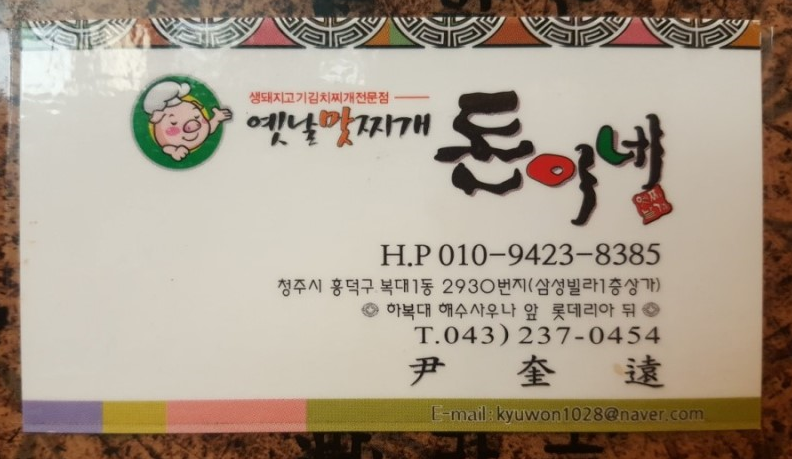 생돼지고기김치찌개전문점
옛날맛찌개
돈이네
H.P 010-9423-8385
청주시 흥덕구 복대1동 2930번지(삼성빌라1층상가)
하복대 해수사우나 앞 롯데리아 뒤
T.043) 237-0454
尹 奎 遠
E-mail:kyuwon1028@naver.com